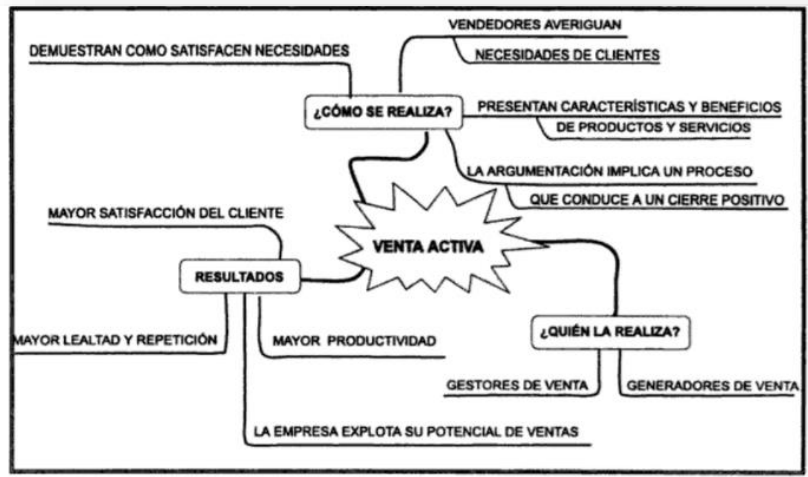 VENDEDORES AVERIGUAN
NECESIDADES DE CLIENTES
DEMUESTRAN COMO SATISFACEN NECESIDADES
¿CÓMO SE REALIZA?
PRESENTAN CARACTERÍSTICAS Y BENEFICIOS
DE PRODUCTOS Y SERVICIOS
LA ARGUMENTACIÓN IMPLICA UN PROCESO
QUE CONDUCE A UN CIERRE POSITIVO
MAYOR SATISFACCIÓN DEL CLIENTE
VENTA ACTIVA
RESULTADOS
MAYOR LEALTAD Y REPETICIÓN
MAYOR PRODUCTIVIDAD
¿QUIÉN LA REALIZA?
GESTORES DE VENTA
GENERADORES DE VENTA
LA EMPRESA EXPLOTA SU POTENCIAL DE VENTAS